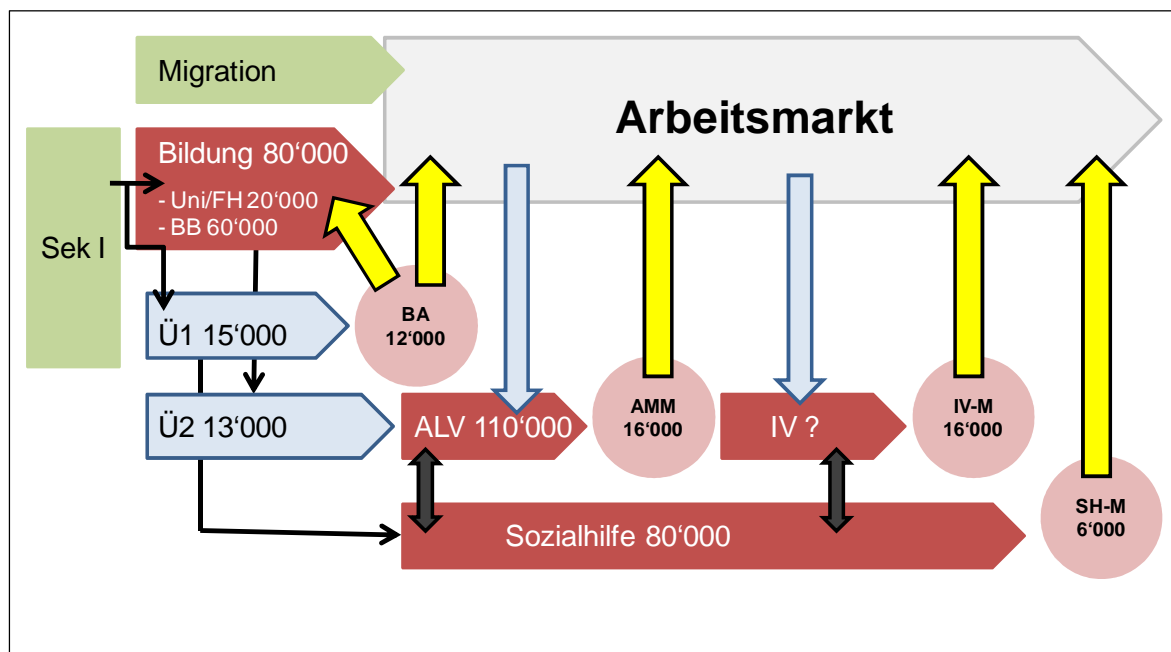 Migration
Arbeitsmarkt
Sek I
Bildung 80‘000
- Uni/FH 20‘000
- BB 60‘000
Ü1 15‘000
BA
12‘000
Ü2 13‘000
ALV 110‘000
AMM
16‘000
IV ?
IV-M
16‘000
Sozialhilfe 80‘000
SH-M
6‘000